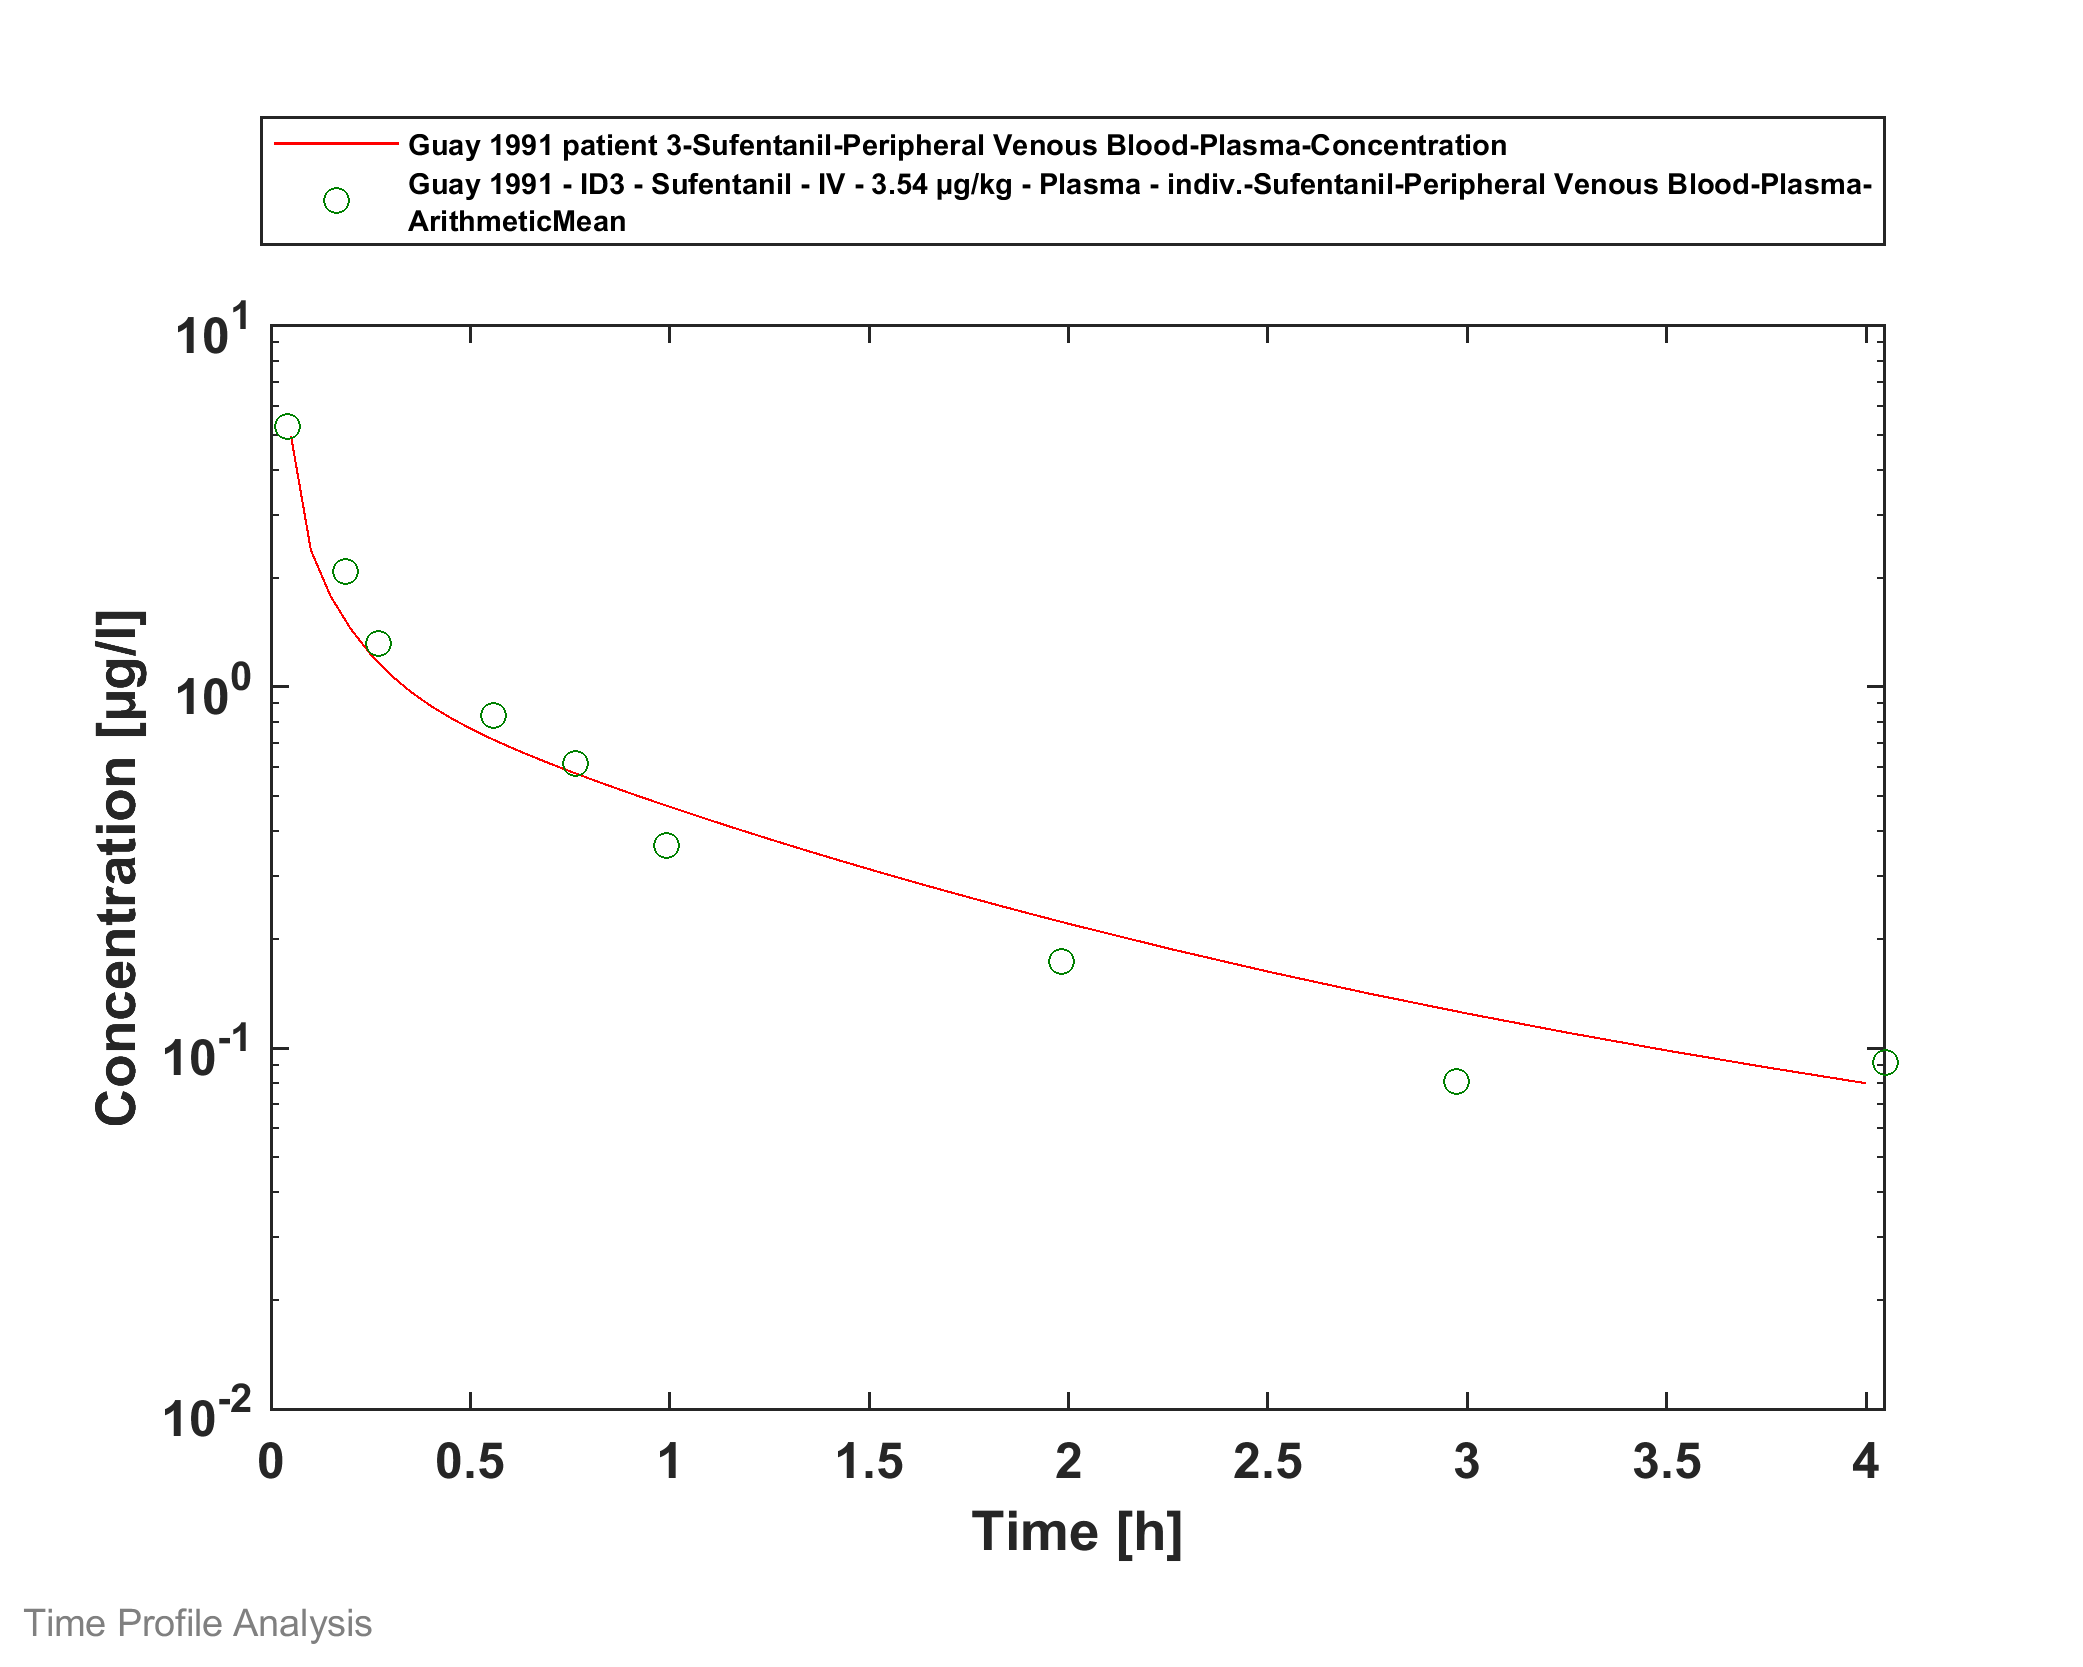 Guay 1991 patient 3-Sufentanil-Peripheral Venous Blood-Plasma-Concentration
Guay 1991 - ID3 - Sufentanil - IV - 3.54 µg/kg - Plasma - indiv.-Sufentanil-Peripheral Venous Blood-Plasma-
ArithmeticMean
10^1
10^0
10^-1
10^-2
Concentration [µg/l]
0 0.5 1 1.5 2 2.5 3 3.5 4
Time [h]
Time Profile Analysis